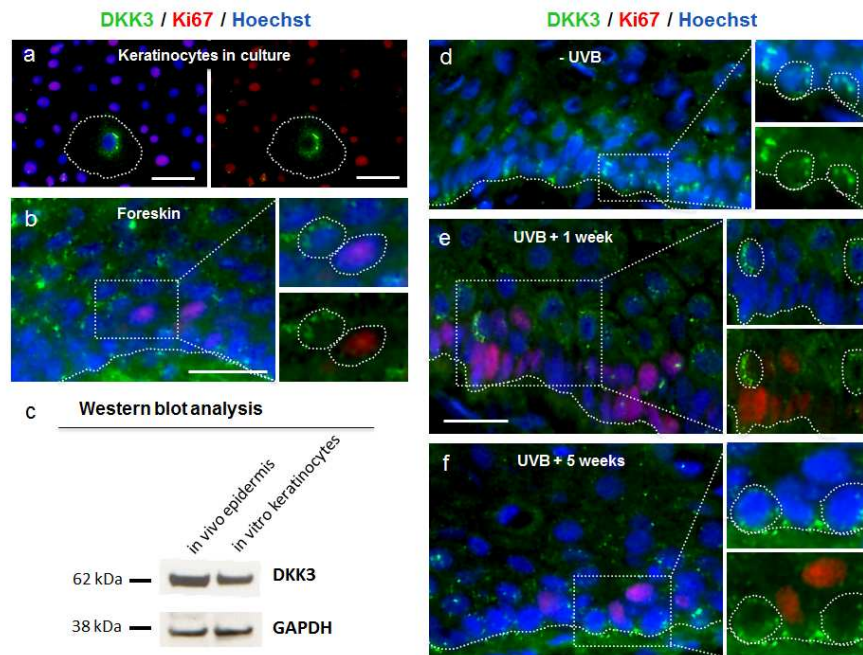 DKK3 / Ki67 / Hoechst
a
Keratinocytes in culture
b
Foreskin
c
Western blot analysis
in vivo epidermis
in vitro keratinocytes
62 kDa
DKK3
38 kDa
GAPDH
DKK3 / Ki67 / Hoechst
d
- UVB
e
UVB + 1 week
f
UVB + 5 weeks